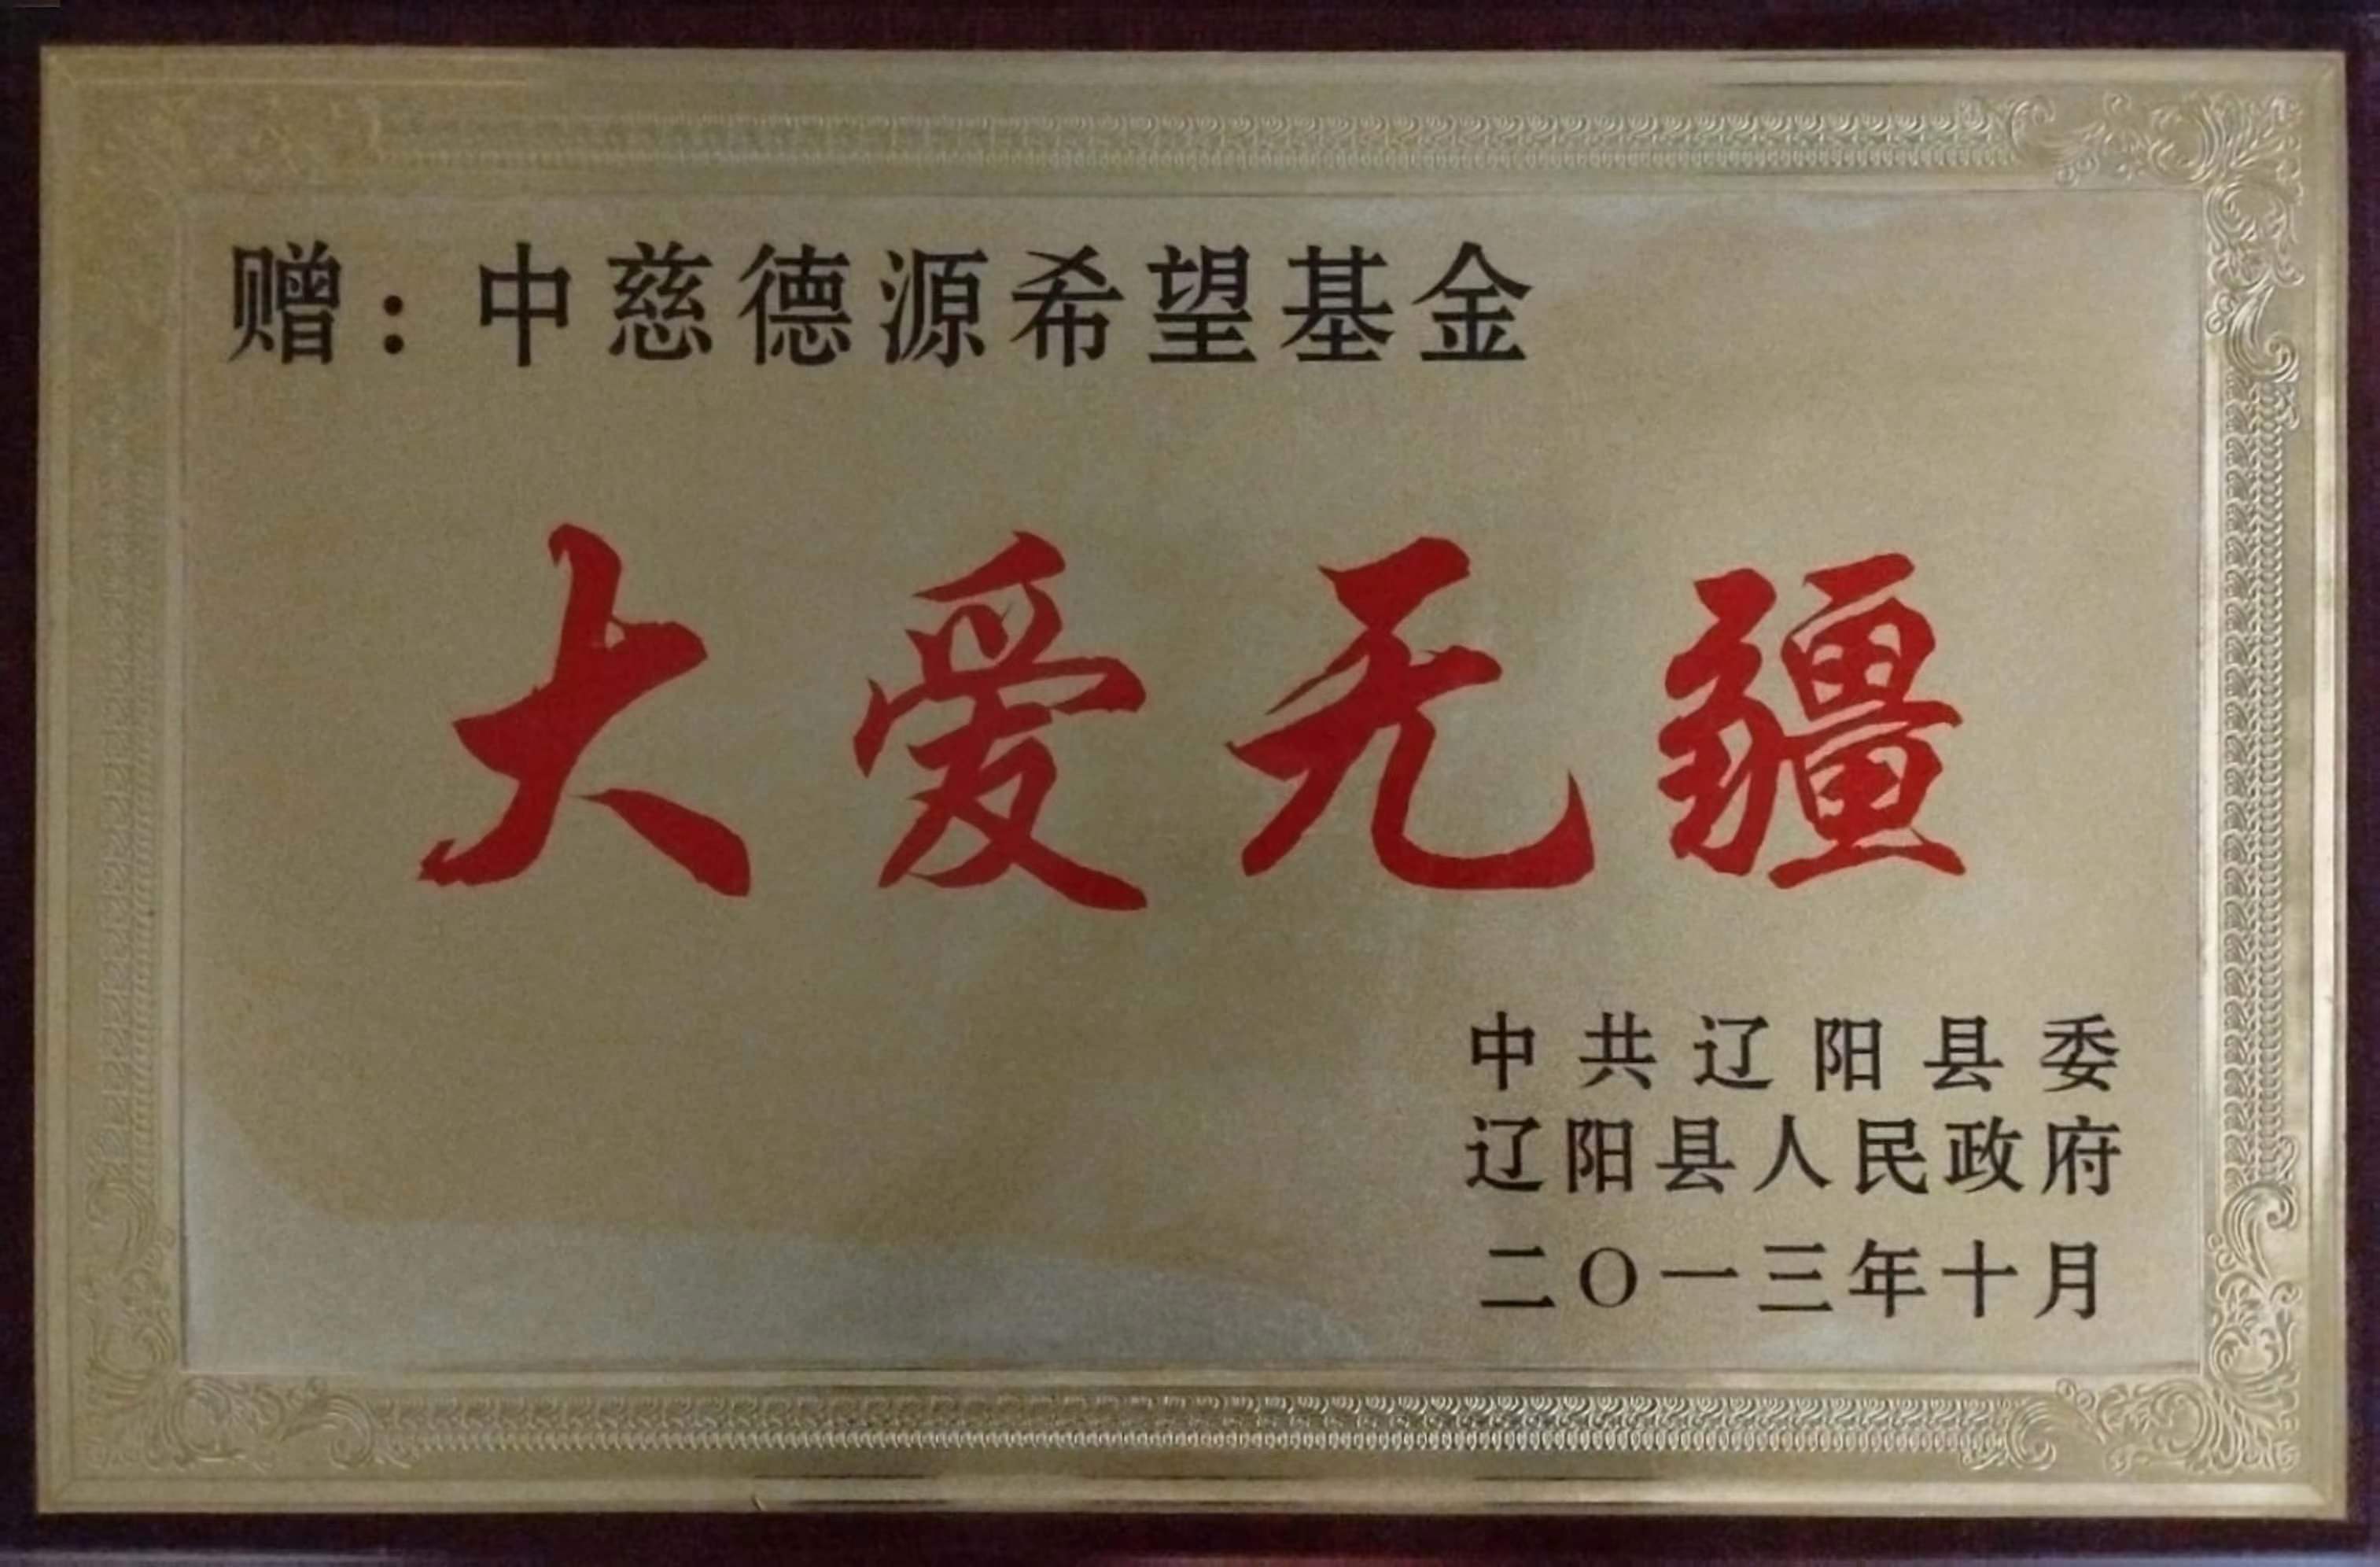 赠：中慈德源希望基金
大爱无疆
中共辽阳县委
辽阳县人民政府
二〇一三年十月